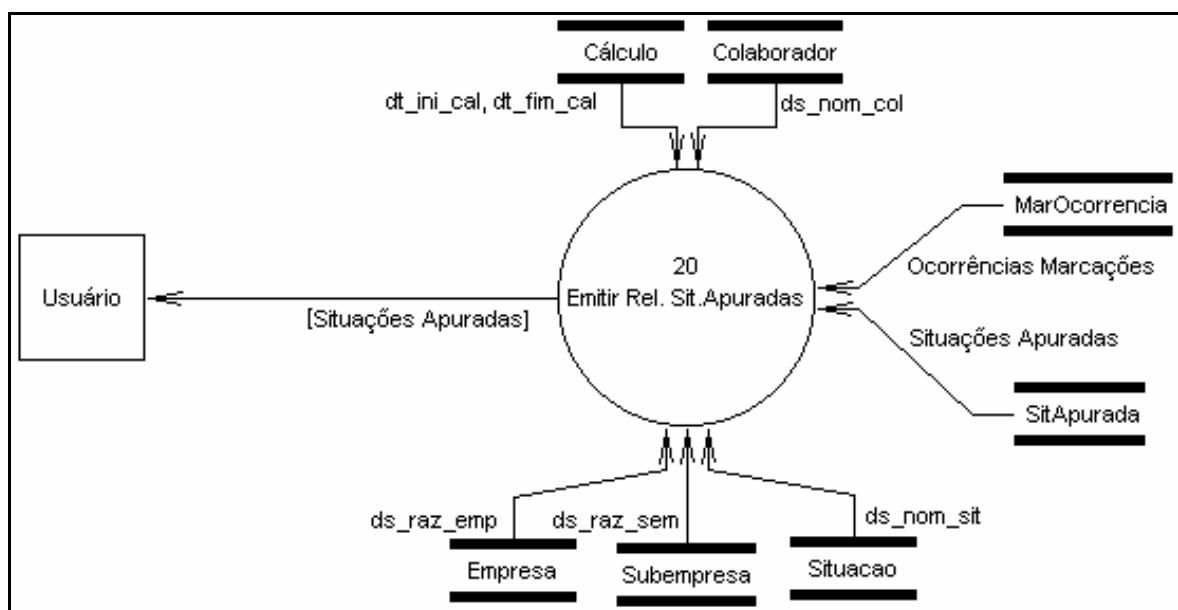 Cálculo
Colaborador
dt_ini_cal, dt_fim_cal
ds_nom_col
MarOcorrencia
20
Emitir Rel. Sit.Apuradas
Ocorrências Marcações
Usuário
[Situações Apuradas]
Situações Apuradas
SitApurada
ds_raz_emp
ds_raz_sem
ds_nom_sit
Empresa
Subempresa
Situacao